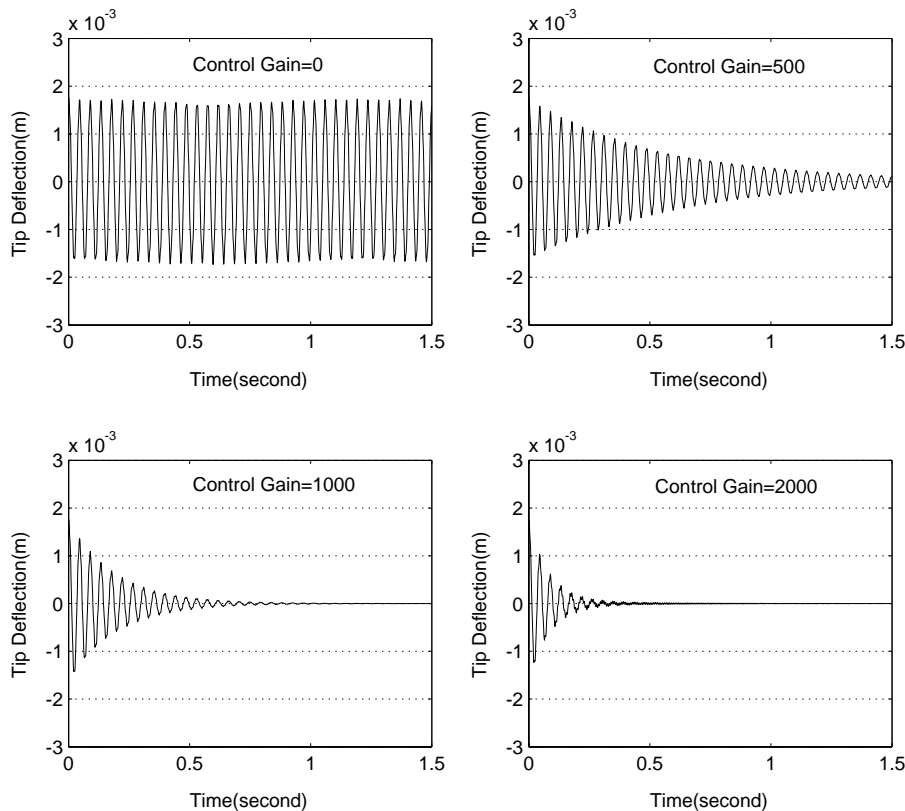 x 10-3
3
2
1
0
-1
-2
-3
Tip Deflection(m)
Control Gain=0
0 0.5 1 1.5
Time(second)
x 10-3
3
2
1
0
-1
-2
-3
Tip Deflection(m)
Control Gain=500
0 0.5 1 1.5
Time(second)
x 10-3
3
2
1
0
-1
-2
-3
Tip Deflection(m)
Control Gain=1000
0 0.5 1 1.5
Time(second)
x 10-3
3
2
1
0
-1
-2
-3
Tip Deflection(m)
Control Gain=2000
0 0.5 1 1.5
Time(second)